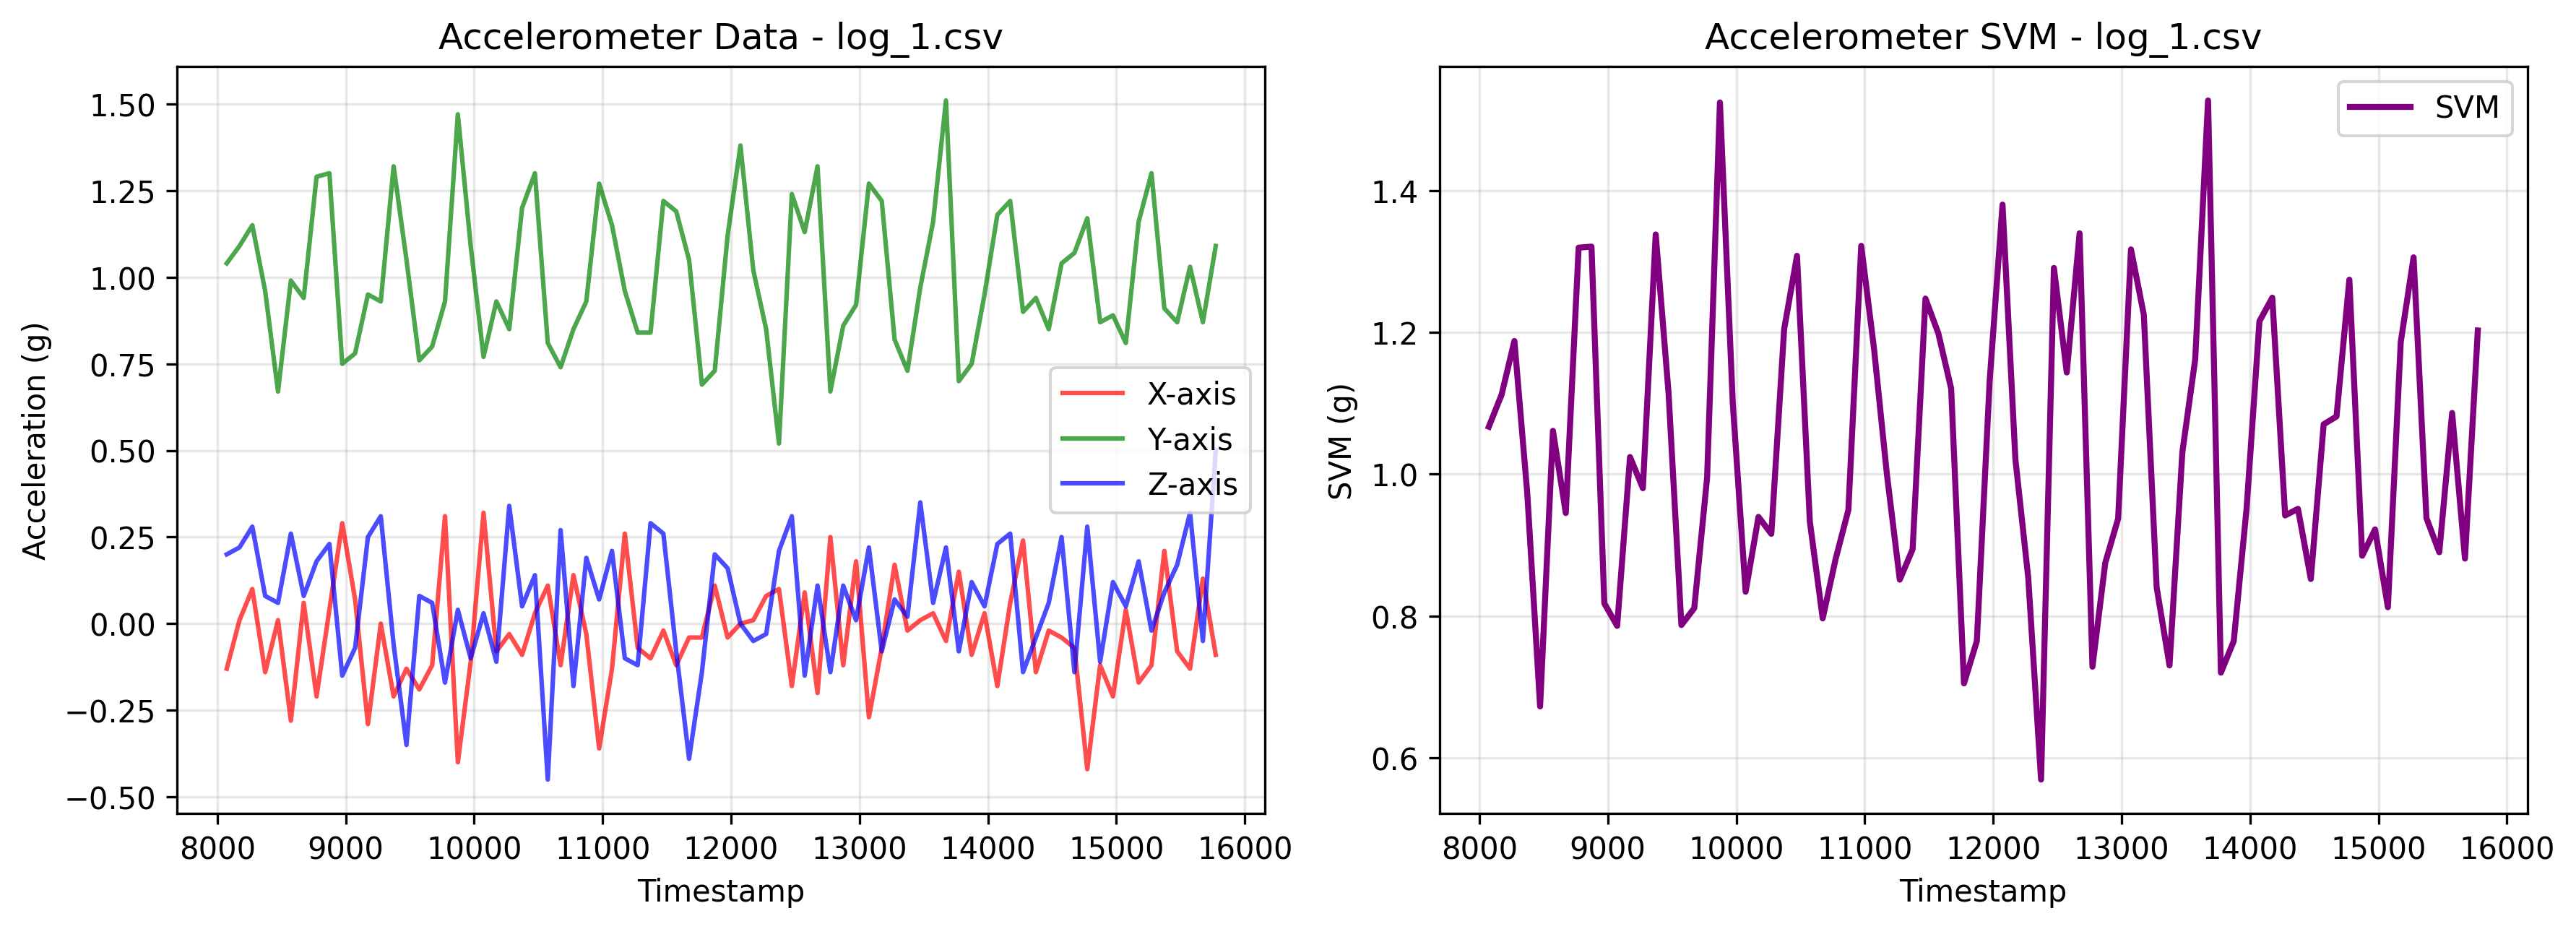 Accelerometer Data - log_1.csv
Acceleration (g)
1.50
1.25
1.00
0.75
0.50
0.25
0.00
−0.25
−0.50
X-axis
Y-axis
Z-axis
8000 9000 10000 11000 12000 13000 14000 15000 16000
Timestamp
Accelerometer SVM - log_1.csv
SVM (g)
1.4
1.2
1.0
0.8
0.6
SVM
8000 9000 10000 11000 12000 13000 14000 15000 16000
Timestamp